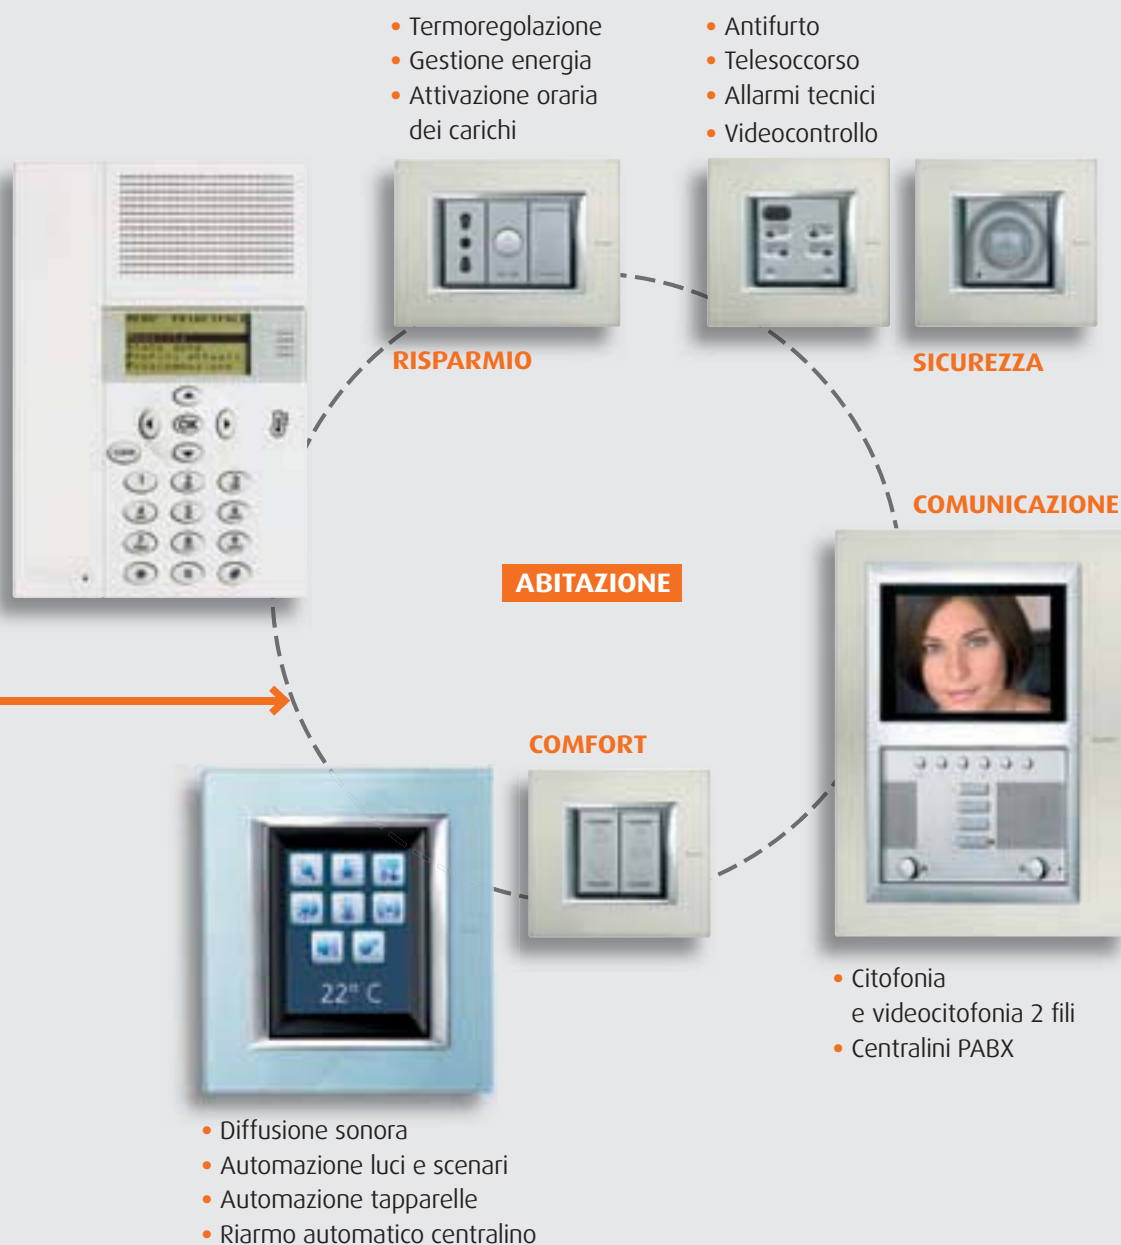 • Termoregolazione
• Gestione energia
• Attivazione oraria
dei carichi
• Antifurto
• Telesoccorso
• Allarmi tecnici
• Videocontrollo
RISPARMIO
SICUREZZA
COMUNICAZIONE
ABITAZIONE
COMFORT
OK
22° C
• Citofonia
e videocitofonia 2 fili
• Centralini PABX
• Diffusione sonora
• Automazione luci e scenari
• Automazione tapparelle
• Riarmo automatico centralino